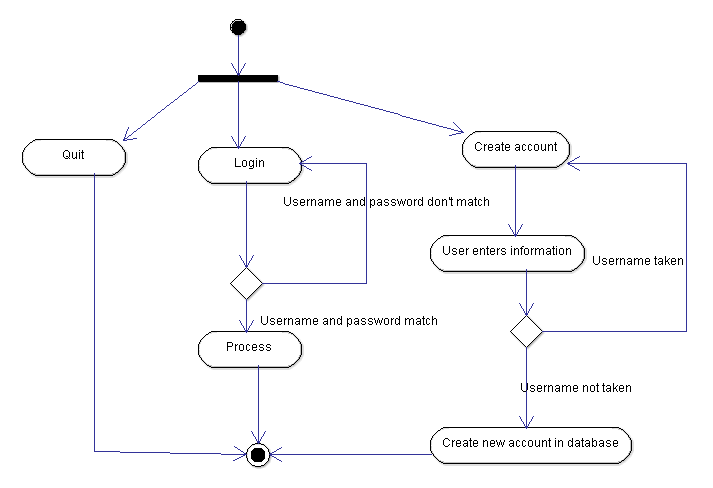 Quit
Login
Create account
Username and password don't match
User enters information
Username taken
Username and password match
Process
Username not taken
Create new account in database